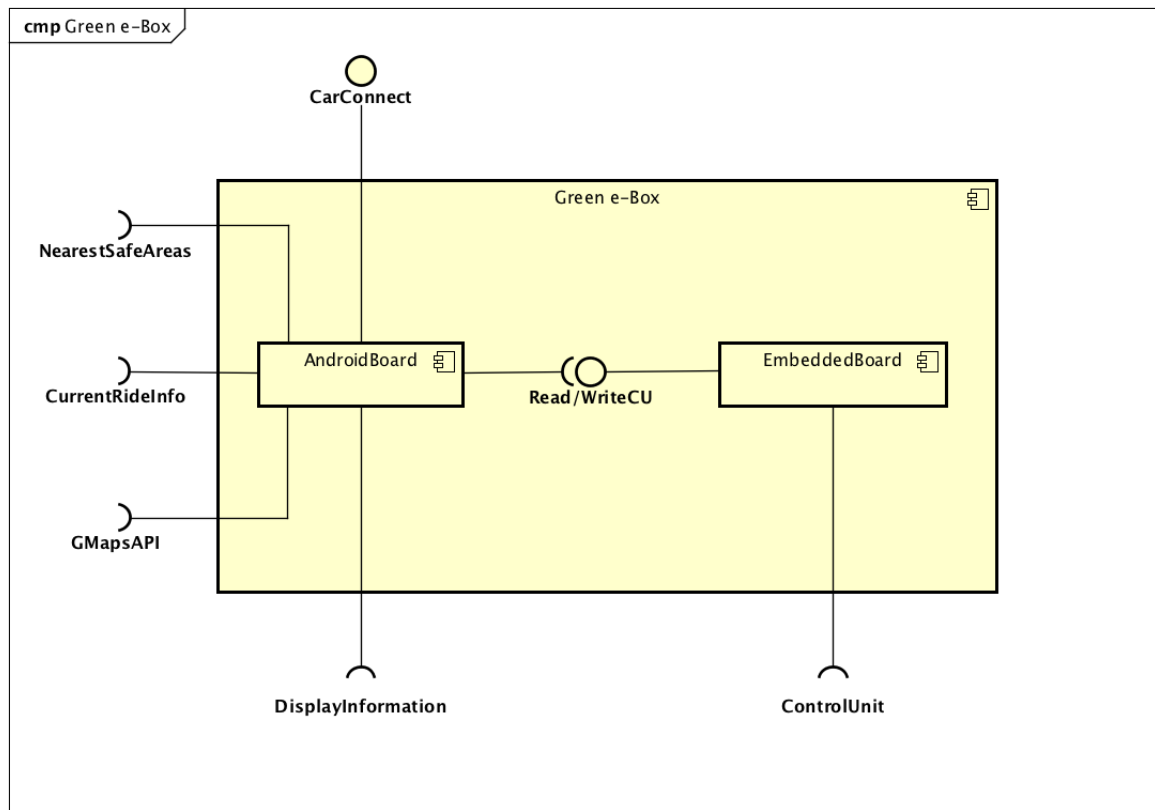 cmp Green e-Box
CarConnect
Green e-Box
NearestSafeAreas
AndroidBoard
EmbeddedBoard
CurrentRideInfo
Read/WriteCU
GMapsAPI
DisplayInformation
ControlUnit